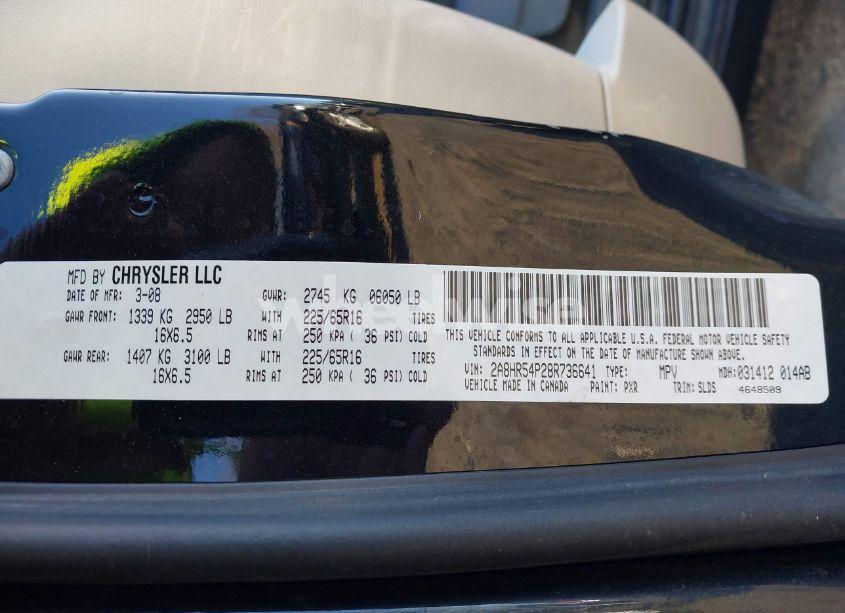 MFD BY CHRYSLER LLC
DATE OF MFR: 3-08 GVWR: 2745 KG 06050 LB
GAWR FRONT: 1339 KG 2950 LB WITH 225/65R16 TIRES
16X6.5 RIMS AT 250 KPA ( 36 PSI) COLD
GAWR REAR: 1407 KG 3100 LB WITH 225/65R16 TIRES
16X6.5 RIMS AT 250 KPA ( 36 PSI) COLD
THIS VEHICLE CONFORMS TO ALL APPLICABLE U.S.A. FEDERAL MOTOR VEHICLE SAFETY
STANDARDS IN EFFECT ON THE DATE OF MANUFACTURE SHOWN ABOVE.
VIN: 2A8HR54P28R736641 TYPE: MPV MDH: 031412 014AB
VEHICLE MADE IN CANADA PAINT: PXR TRIM: SLDS 4648509